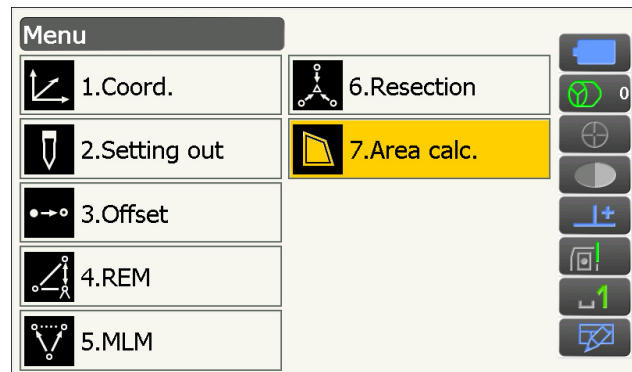 Menu
1.Coord.
2.Setting out
3.Offset
4.REM
5.MLM
6.Resection
7.Area calc.
0
1